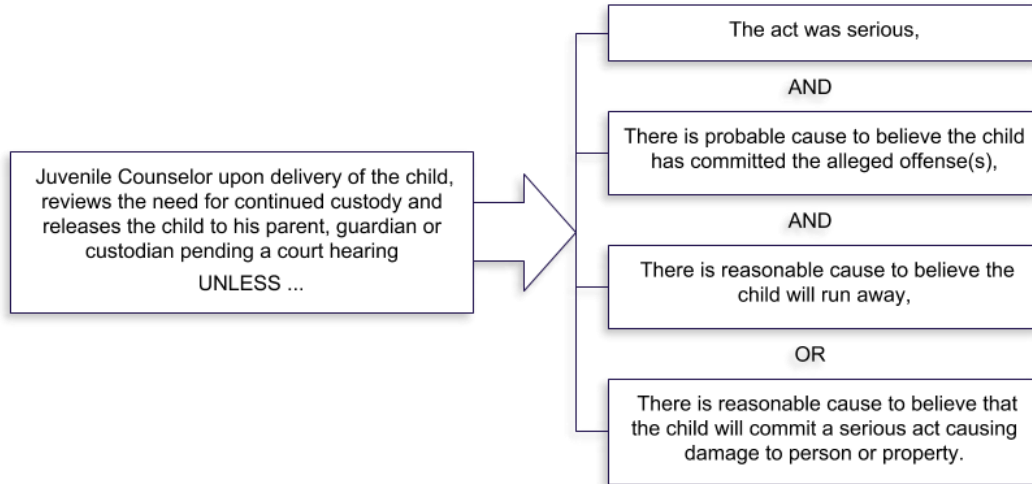 Juvenile Counselor upon delivery of the child,
reviews the need for continued custody and
releases the child to his parent, guardian or
custodian pending a court hearing
UNLESS ...
The act was serious,
AND
There is probable cause to believe the child
has committed the alleged offense(s),
AND
There is reasonable cause to believe the
child will run away,
OR
There is reasonable cause to believe that
the child will commit a serious act causing
damage to person or property.